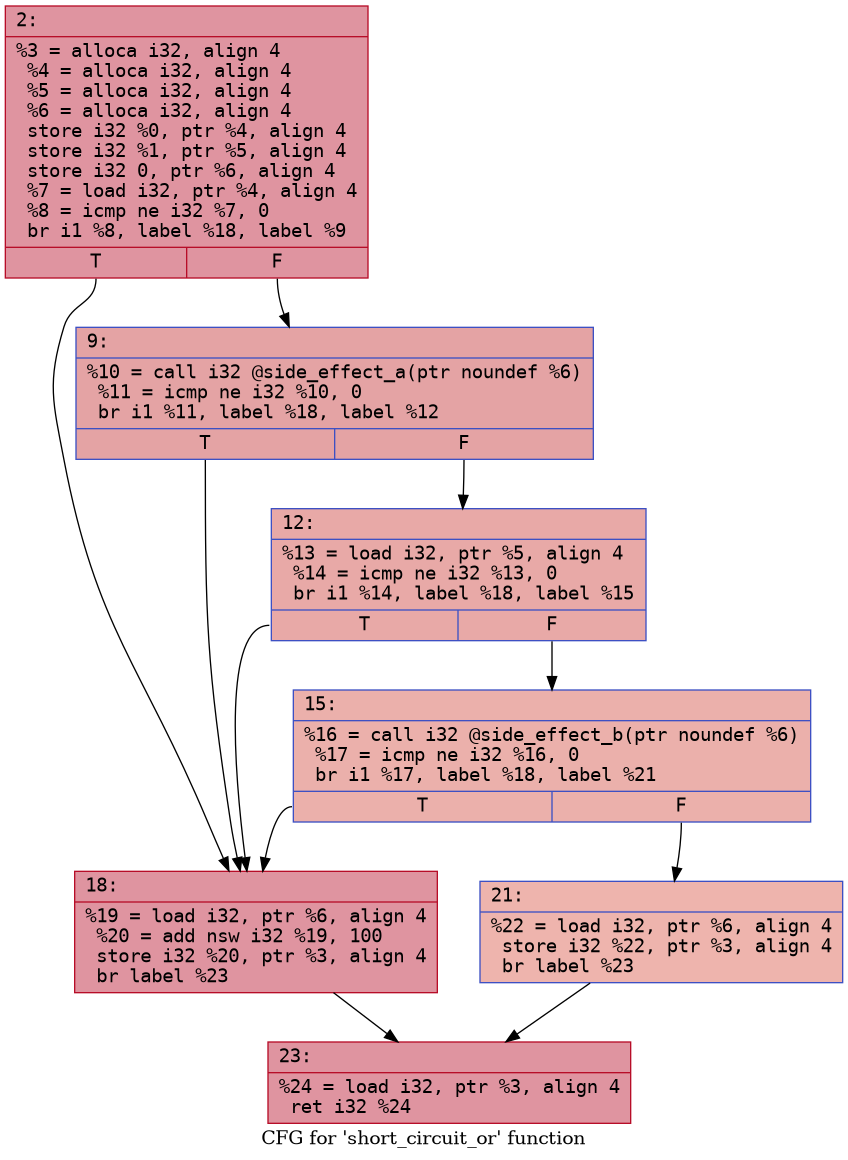 2:
%3 = alloca i32, align 4
%4 = alloca i32, align 4
%5 = alloca i32, align 4
%6 = alloca i32, align 4
store i32 %0, ptr %4, align 4
store i32 %1, ptr %5, align 4
store i32 0, ptr %6, align 4
%7 = load i32, ptr %4, align 4
%8 = icmp ne i32 %7, 0
br i1 %8, label %18, label %9
T F
9:
%10 = call i32 @side_effect_a(ptr noundef %6)
%11 = icmp ne i32 %10, 0
br i1 %11, label %18, label %12
T F
12:
%13 = load i32, ptr %5, align 4
%14 = icmp ne i32 %13, 0
br i1 %14, label %18, label %15
T F
15:
%16 = call i32 @side_effect_b(ptr noundef %6)
%17 = icmp ne i32 %16, 0
br i1 %17, label %18, label %21
T F
18:
%19 = load i32, ptr %6, align 4
%20 = add nsw i32 %19, 100
store i32 %20, ptr %3, align 4
br label %23
21:
%22 = load i32, ptr %6, align 4
store i32 %22, ptr %3, align 4
br label %23
23:
%24 = load i32, ptr %3, align 4
ret i32 %24
CFG for 'short_circuit_or' function